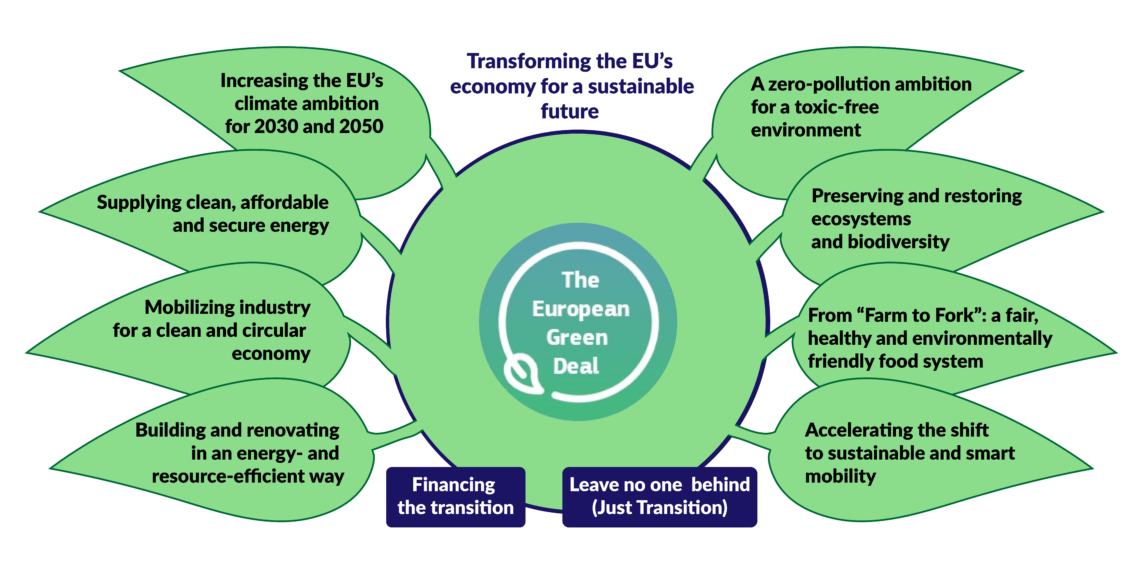 Transforming the EU’s
economy for a sustainable
future
Increasing the EU’s
climate ambition
for 2030 and 2050
Supplying clean, affordable
and secure energy
Mobilizing industry
for a clean and circular
economy
Building and renovating
in an energy- and
resource-efficient way
The
European
Green
Deal
A zero-pollution ambition
for a toxic-free
environment
Preserving and restoring
ecosystems
and biodiversity
From “Farm to Fork”: a fair,
healthy and environmentally
friendly food system
Accelerating the shift
to sustainable and smart
mobility
Financing
the transition
Leave no one behind
(Just Transition)